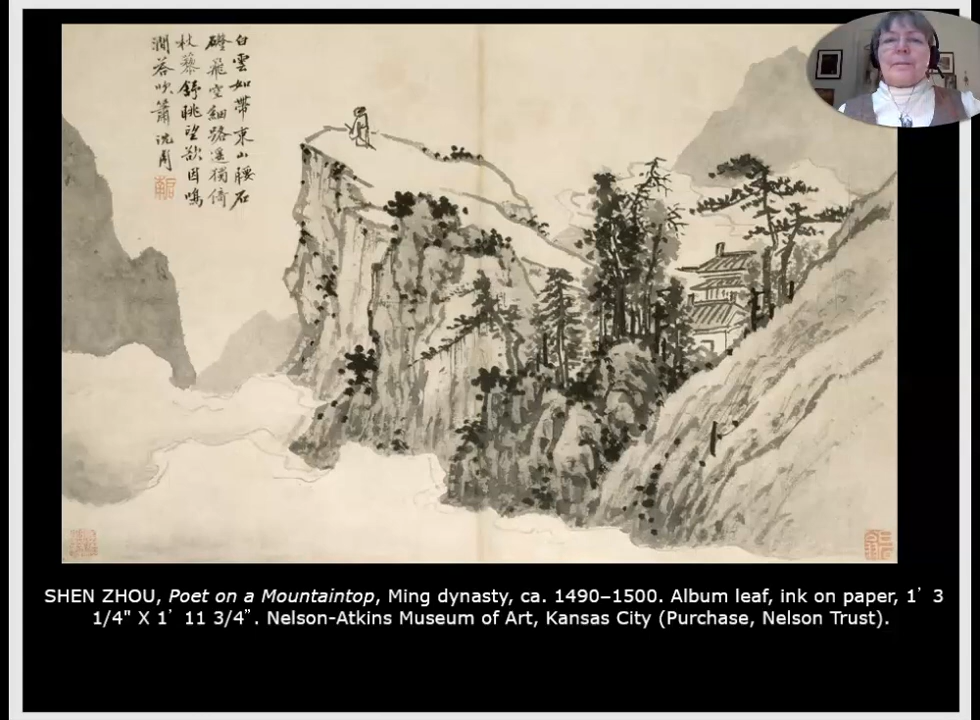 白雲如帶束山腰石
磴飛空細路遙獨倚
杖藜舒眺望欲因鳴
澗荅吹簫沈周
SHEN ZHOU, Poet on a Mountaintop, Ming dynasty, ca. 1490–1500. Album leaf, ink on paper, 1’ 3
1/4" X 1’ 11 3/4”. Nelson-Atkins Museum of Art, Kansas City (Purchase, Nelson Trust).